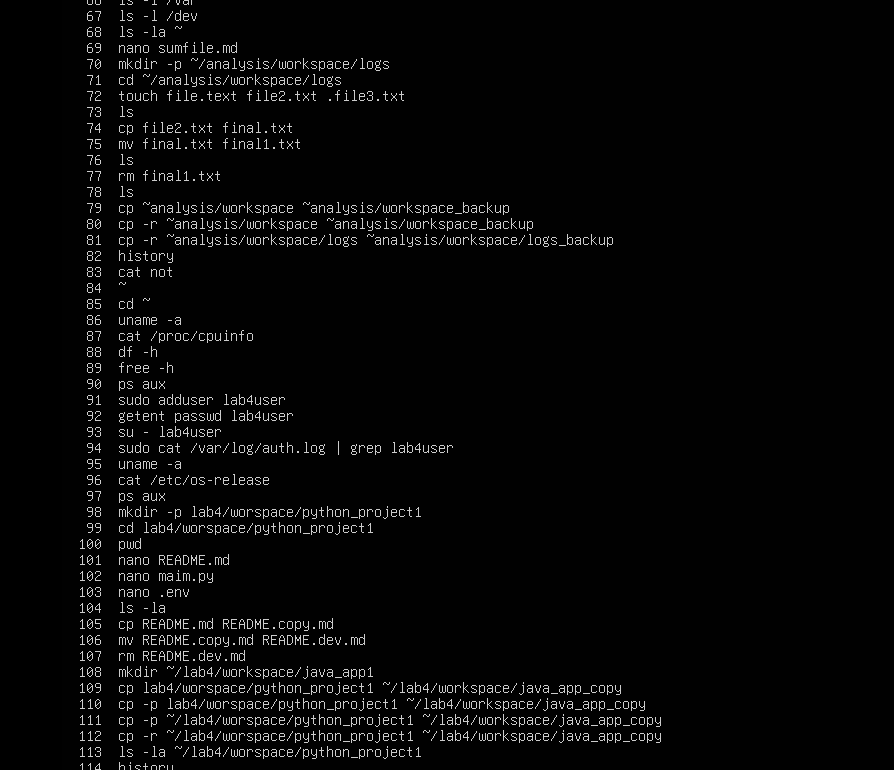 66 ls -l /var
67 ls -l /dev
68 ls -la ~
69 nano sumfile.md
70 mkdir -p ~/analysis/workspace/logs
71 cd ~/analysis/workspace/logs
72 touch file.text file2.txt .file3.txt
73 ls
74 cp file2.txt final.txt
75 mv final.txt final1.txt
76 ls
77 rm final1.txt
78 ls
79 cp ~analysis/workspace ~analysis/workspace_backup
80 cp -r ~analysis/workspace ~analysis/workspace_backup
81 cp -r ~analysis/workspace/logs ~analysis/workspace/logs_backup
82 history
83 cat not
84 ~
85 cd ~
86 uname -a
87 cat /proc/cpuinfo
88 df -h
89 free -h
90 ps aux
91 sudo adduser lab4user
92 getent passwd lab4user
93 su - lab4user
94 sudo cat /var/log/auth.log | grep lab4user
95 uname -a
96 cat /etc/os-release
97 ps aux
98 mkdir -p lab4/worspace/python_project1
99 cd lab4/worspace/python_project1
100 pwd
101 nano README.md
102 nano maim.py
103 nano .env
104 ls -la
105 cp README.md README.copy.md
106 mv README.copy.md README.dev.md
107 rm README.dev.md
108 mkdir ~/lab4/workspace/java_app1
109 cp lab4/worspace/python_project1 ~/lab4/workspace/java_app_copy
110 cp -p lab4/worspace/python_project1 ~/lab4/workspace/java_app_copy
111 cp -p ~/lab4/worspace/python_project1 ~/lab4/workspace/java_app_copy
112 cp -r ~/lab4/worspace/python_project1 ~/lab4/workspace/java_app_copy
113 ls -la ~/lab4/worspace/python_project1
114 history